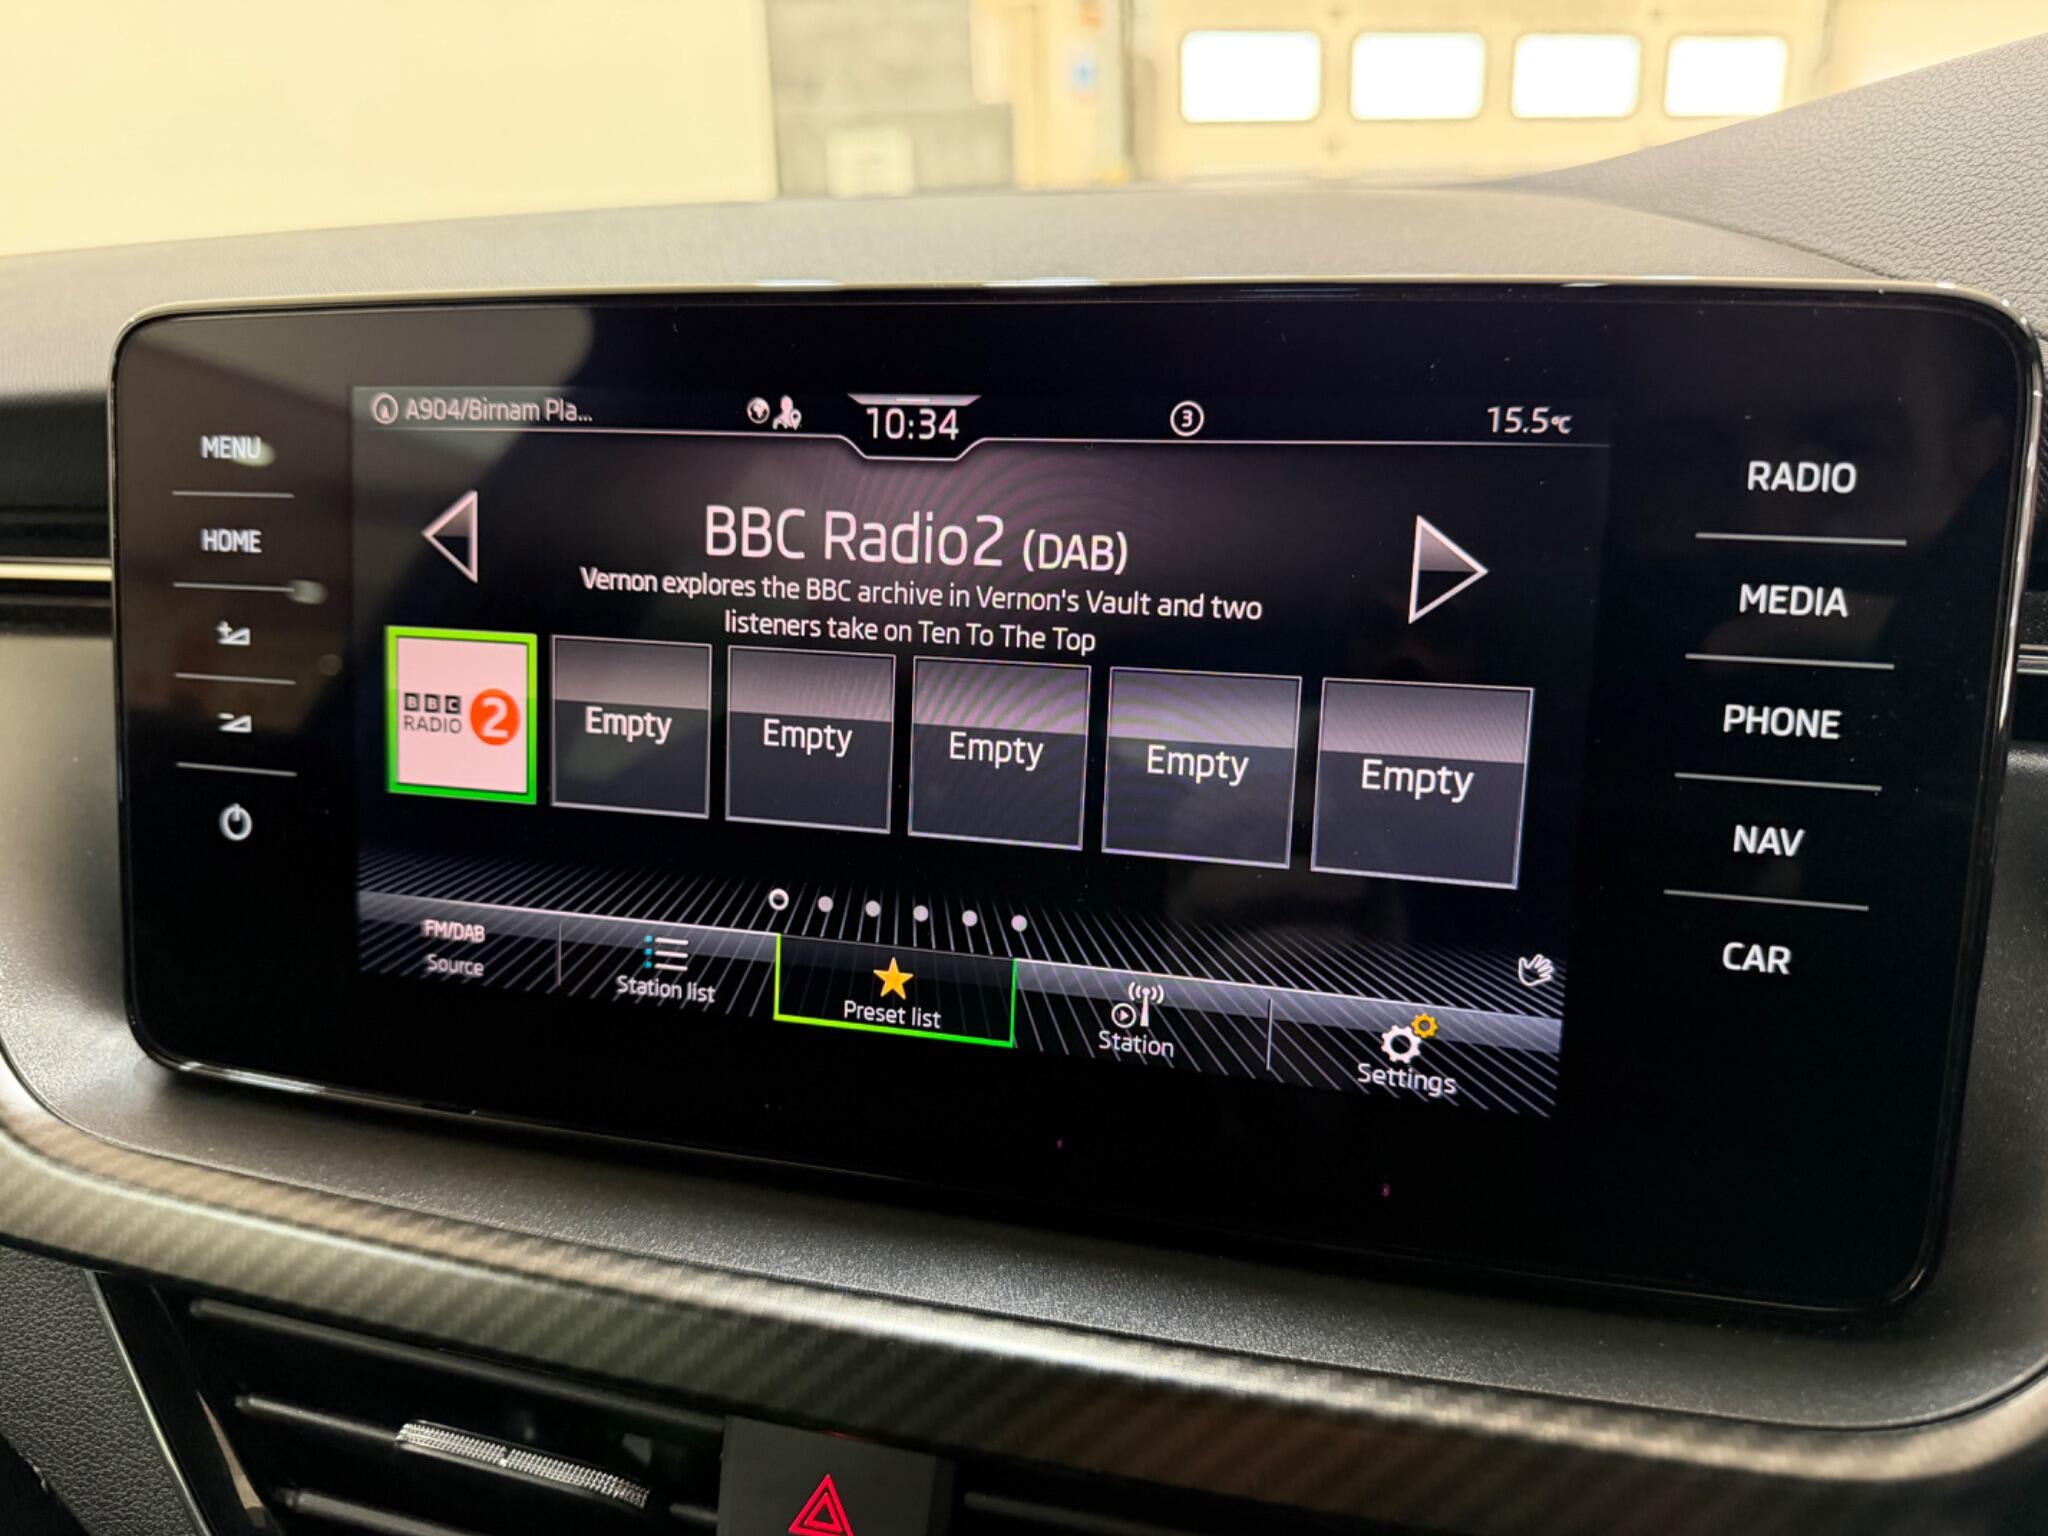 A904/Birnam Pla...
10:34
3
15.5°C
MENU
HOME
RADIO
MEDIA
PHONE
NAV
CAR
BBC Radio2 (DAB)
Vernon explores the BBC archive in Vernon's Vault and two
listeners take on Ten To The Top
BBC
RADIO 2
Empty
Empty
Empty
Empty
Empty
FM/DAB
Source
Station list
Preset list
Station
Settings